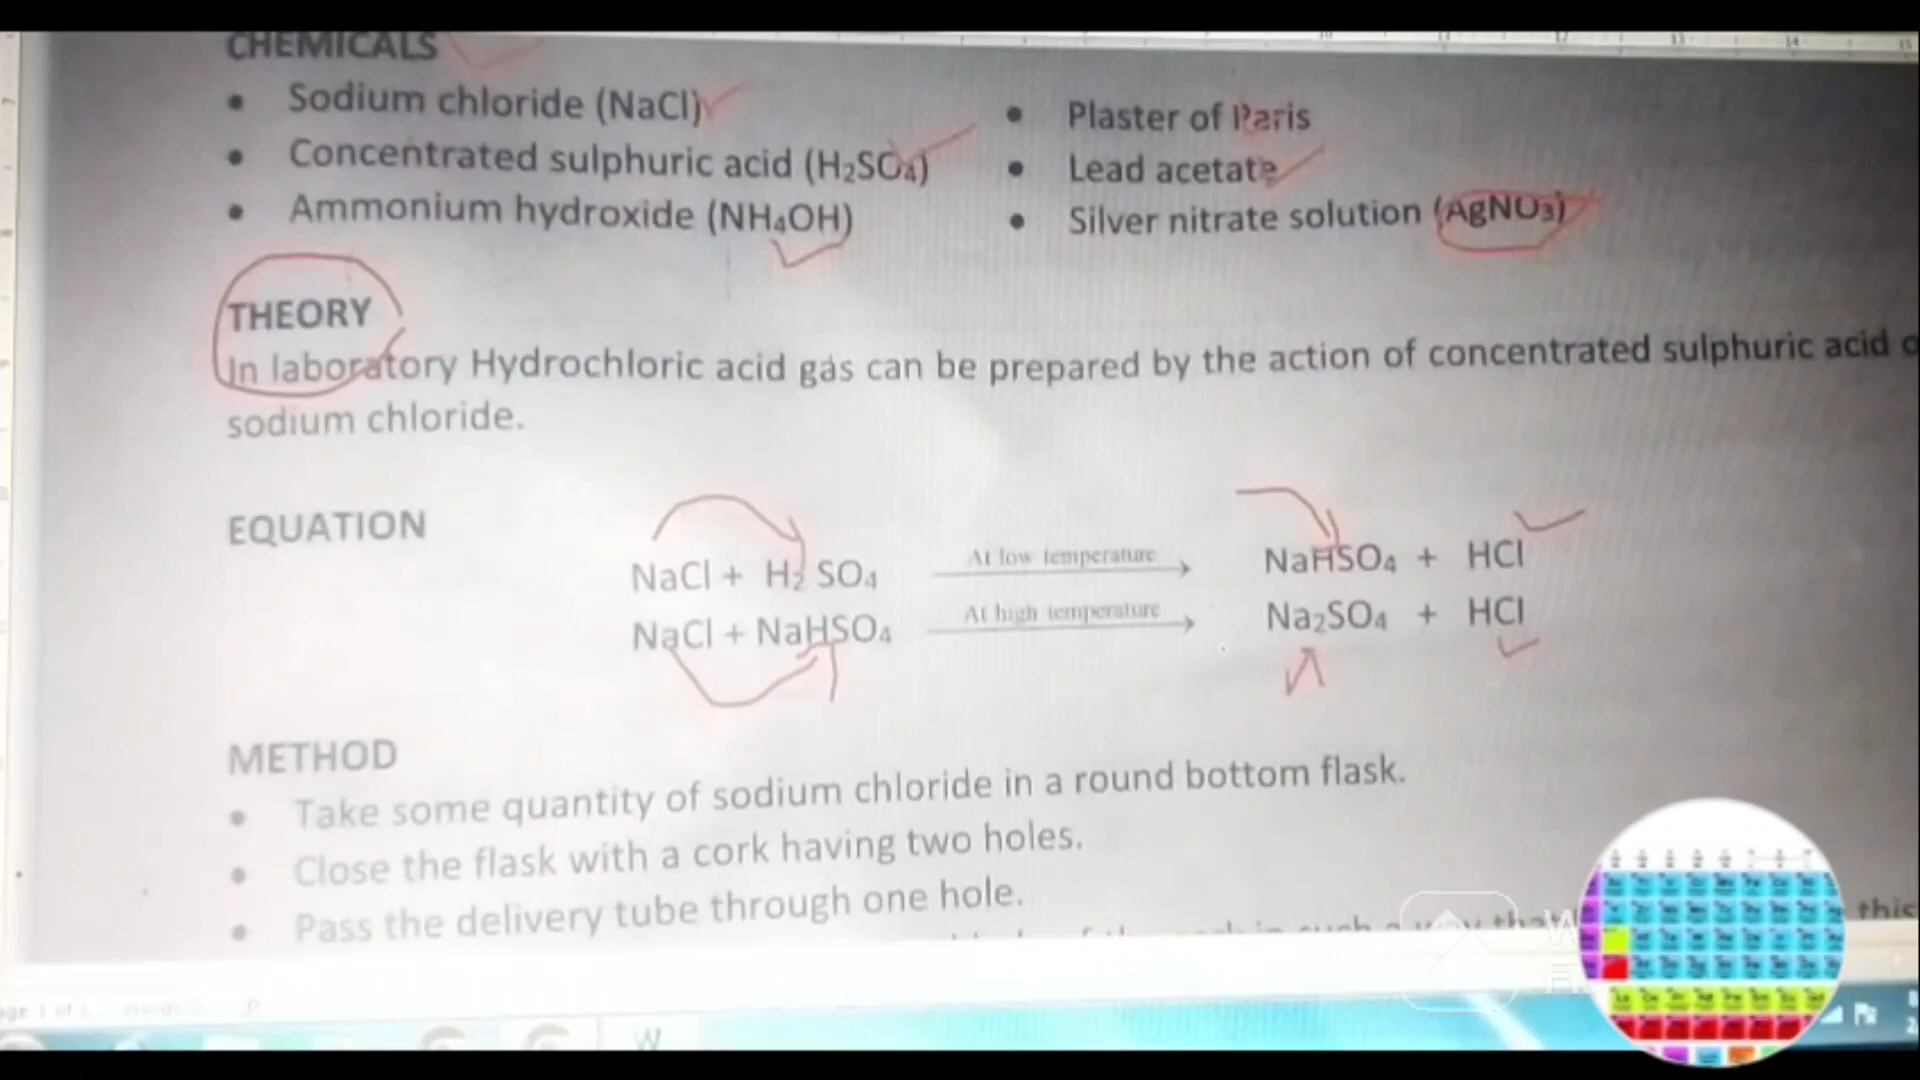 CHEMICALS
• Sodium chloride (NaCl)
• Concentrated sulphuric acid (H₂SO₄)
• Ammonium hydroxide (NH₄OH)
• Plaster of Paris
• Lead acetate
• Silver nitrate solution (AgNO₃)
THEORY
In laboratory Hydrochloric acid gas can be prepared by the action of concentrated sulphuric acid
sodium chloride.
EQUATION
NaCl + H₂ SO₄ At low temperature → NaHSO₄ + HCl
NaCl + NaHSO₄ At high temperature → Na₂SO₄ + HCl
METHOD
• Take some quantity of sodium chloride in a round bottom flask.
• Close the flask with a cork having two holes.
• Pass the delivery tube through one hole.
this